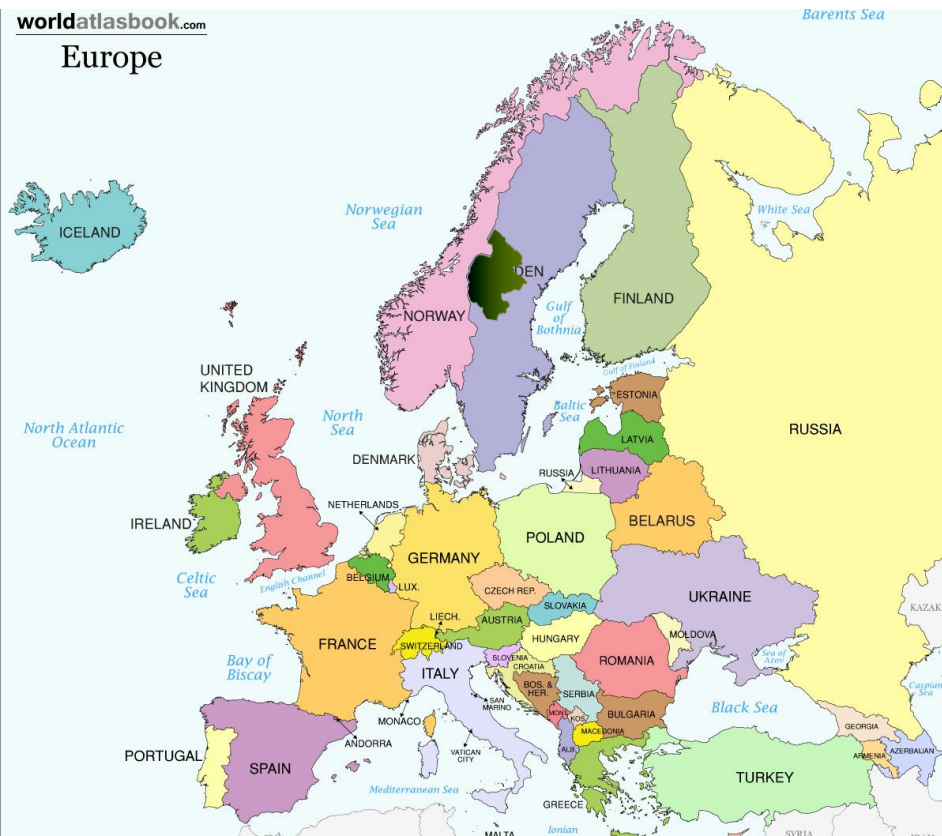 worldatlasbook.com
Europe
Barents Sea
Norwegian
Sea
White Sea
ICELAND
DEN
FINLAND
NORWAY
Gulf
of
Bothnia
UNITED
KINGDOM
Gulf of Finland
ESTONIA
North Atlantic
Ocean
North
Sea
Baltic
Sea
RUSSIA
LATVIA
DENMARK
LITHUANIA
RUSSIA
NETHERLANDS
IRELAND
BELARUS
POLAND
GERMANY
Celtic
Sea
English Channel
BELGIUM
LUX.
CZECH REP.
UKRAINE
SLOVAKIA
KAZAK
LIECH.
AUSTRIA
FRANCE
SWITZERLAND
HUNGARY
MOLDOVA
Bay of
Biscay
ITALY
SLOVENIA
CROATIA
ROMANIA
Sea of
Azov
BOS. &
HER.
SERBIA
Caspian
Sea
SAN
MARINO
MONACO
MONT.
KOS.
BULGARIA
Black Sea
GEORGIA
MACEDONIA
ANDORRA
VATICAN
CITY
ALB.
ARMENIA
AZERBAIJAN
PORTUGAL
SPAIN
TURKEY
Mediterranean Sea
GREECE
MALTA
Ionian
SYRIA
IRAN